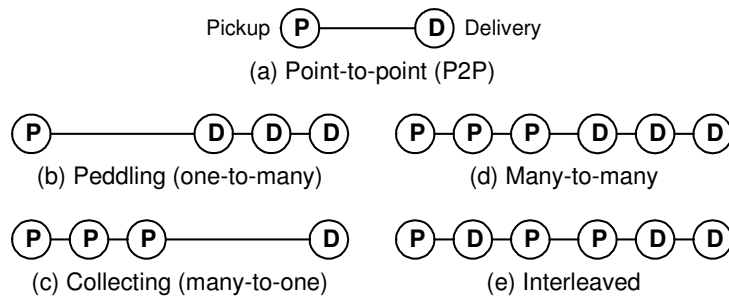 Pickup P D Delivery
(a) Point-to-point (P2P)
P D D D
(b) Peddling (one-to-many)
P P P D D D
(d) Many-to-many
P P P D
(c) Collecting (many-to-one)
P D P P D D
(e) Interleaved